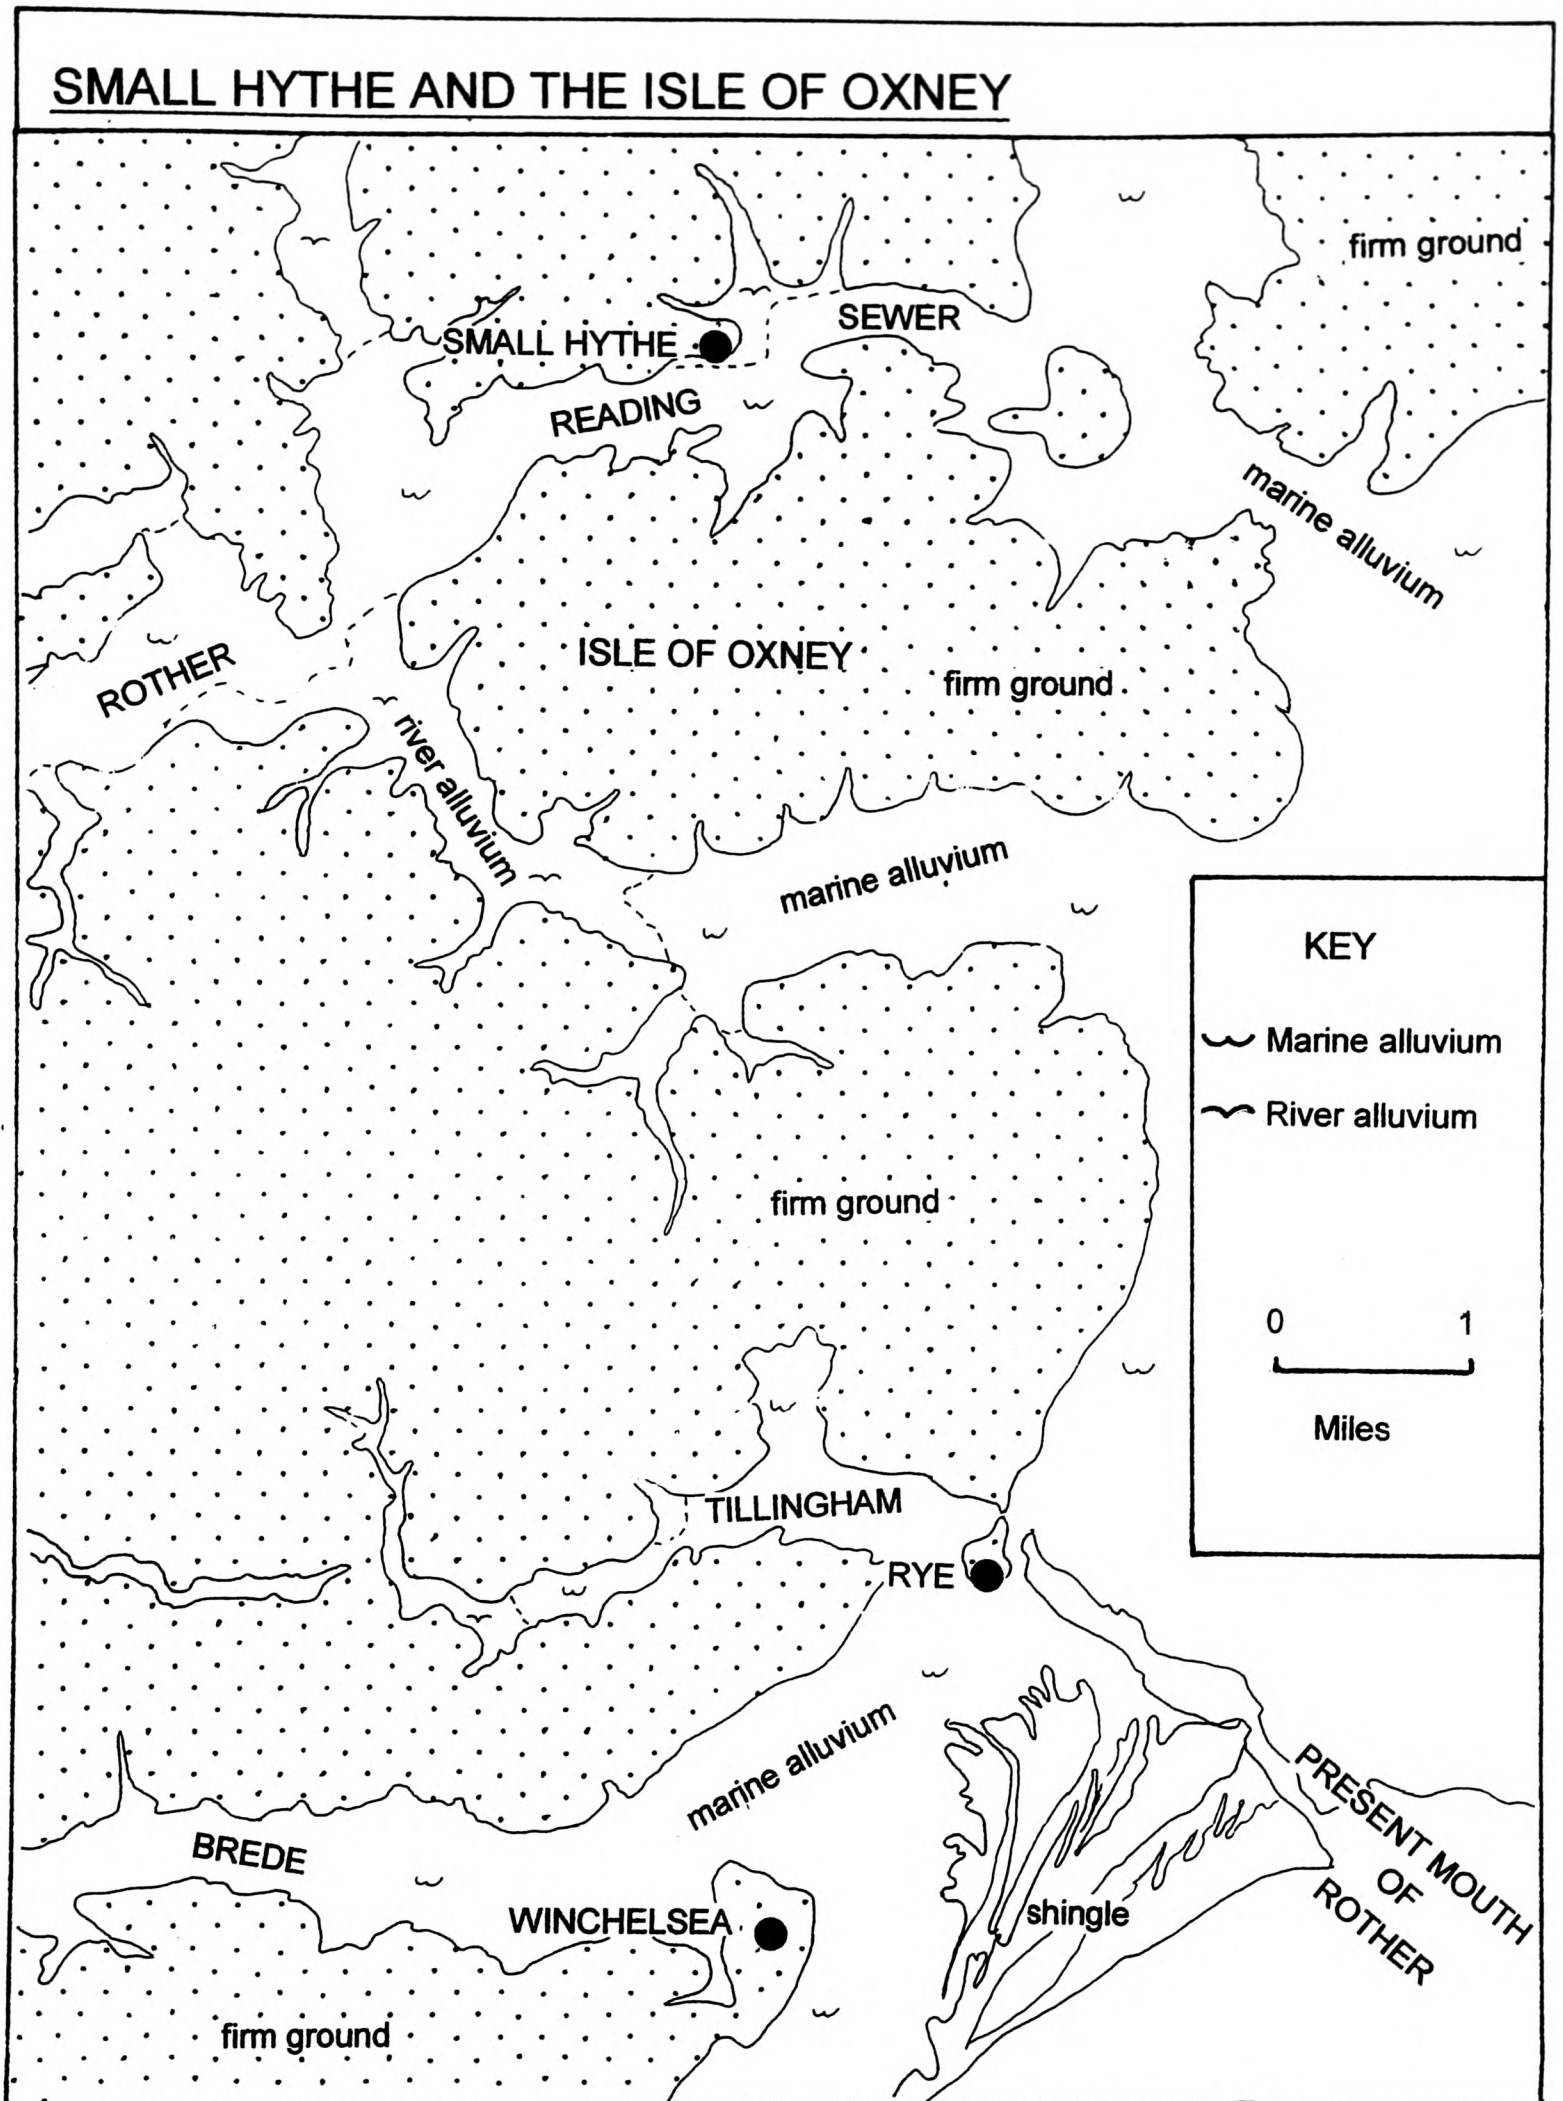 SMALL HYTHE AND THE ISLE OF OXNEY
firm ground
SEWER
SMALL HYTHE
READING
marine alluvium
ISLE OF OXNEY
firm ground
ROTHER
river alluvium
marine alluvium
KEY
Marine alluvium
River alluvium
firm ground
0 1
Miles
TILLINGHAM
RYE
marine alluvium
PRESENT MOUTH
OF
ROTHER
BREDE
WINCHELSEA
shingle
firm ground